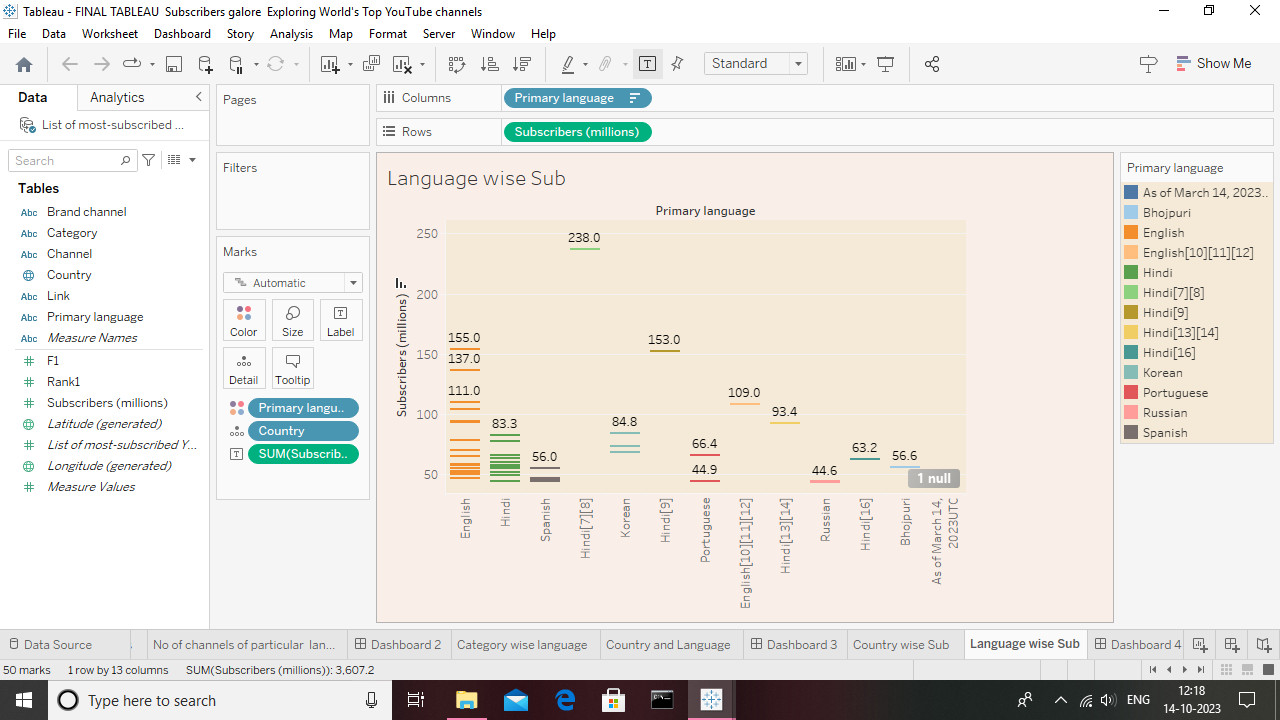 Tableau - FINAL TABLEAU Subscribers galore Exploring World's Top YouTube channels
File Data Worksheet Dashboard Story Analysis Map Format Server Window Help
Standard
Show Me
Data Analytics
List of most-subscribed ...
Search
Tables
Abc Brand channel
Abc Category
Abc Channel
Country
Abc Link
Abc Primary language
Abc Measure Names
F1
Rank1
Subscribers (millions)
Latitude (generated)
List of most-subscribed Y...
Longitude (generated)
Measure Values
Pages
Filters
Marks
Automatic
Color Size Label
Detail Tooltip
Primary langu..
Country
SUM(Subscrib..
Columns Primary language
Rows Subscribers (millions)
Language wise Sub
Primary language
Subscribers (millions)
250
200
150
100
50
238.0
155.0
153.0
137.0
111.0
109.0
93.4
83.3
84.8
66.4
63.2
56.0
56.6
44.9
44.6
1 null
English
Hindi
Spanish
Hindi[7][8]
Korean
Hindi[9]
Portuguese
English[10][11][12]
Hindi[13][14]
Russian
Hindi[16]
Bhojpuri
As of March 14,
2023UTC
Primary language
As of March 14, 2023..
Bhojpuri
English
English[10][11][12]
Hindi
Hindi[7][8]
Hindi[9]
Hindi[13][14]
Hindi[16]
Korean
Portuguese
Russian
Spanish
Data Source No of channels of particular lan... Dashboard 2 Category wise language Country and Language Dashboard 3 Country wise Sub Language wise Sub Dashboard 4
50 marks 1 row by 13 columns SUM(Subscribers (millions)): 3,607.2
Type here to search
ENG
12:18
14-10-2023